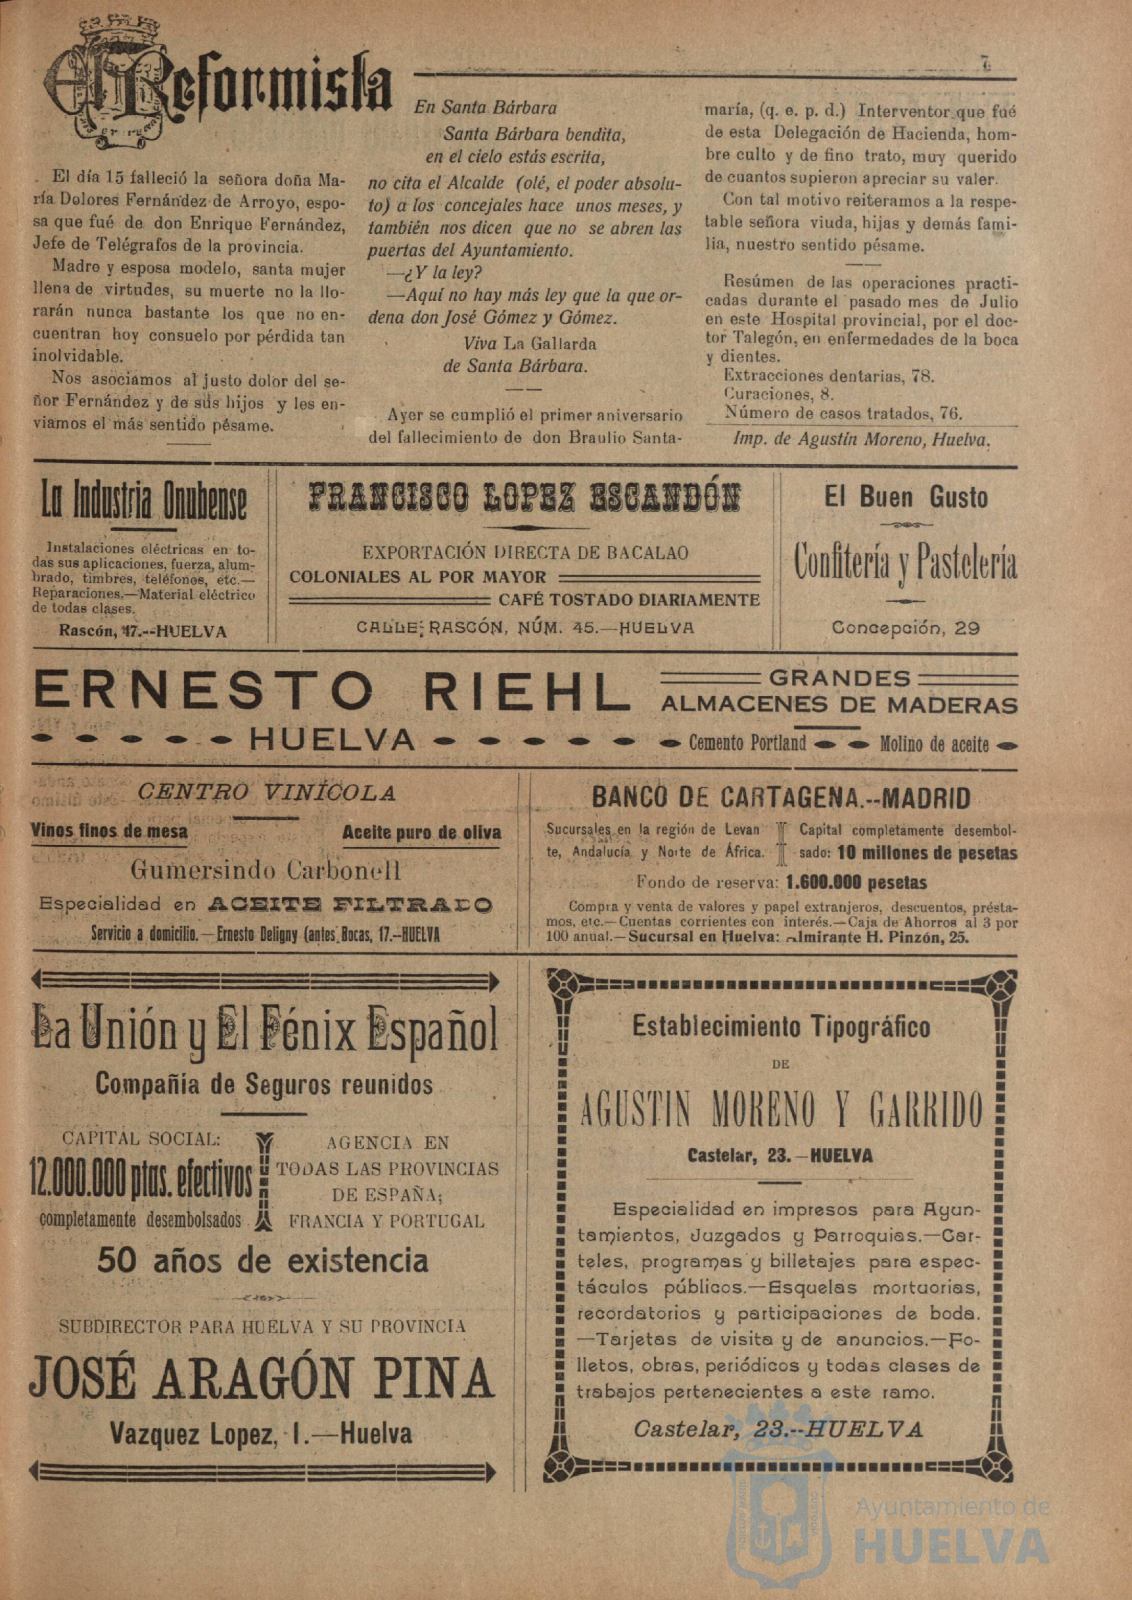 El Reformista
7
El día 15 falleció la señora doña Ma-
ría Dolores Fernández de Arroyo, espo-
sa que fué de don Enrique Fernández,
Jefe de Telégrafos de la provincia.
Madre y esposa modelo, santa mujer
llena de virtudes, su muerte no la llo-
rarán nunca bastante los que no en-
cuentran hoy consuelo por pérdida tan
inolvidable.
Nos asociamos al justo dolor del se-
ñor Fernández y de sus hijos y les en-
viamos el más sentido pésame.
En Santa Bárbara
Santa Bárbara bendita,
en el cielo estás escrita,
no cita el Alcalde (olé, el poder absolu-
to) a los concejales hace unos meses, y
también nos dicen que no se abren las
puertas del Ayuntamiento.
—¿Y la ley?
—Aquí no hay más ley que la que or-
dena don José Gómez y Gómez.
Viva La Gallarda
de Santa Bárbara.
Ayer se cumplió el primer aniversario
del fallecimiento de don Braulio Santa-
maría, (q. e. p. d.) Interventor que fué
de esta Delegación de Hacienda, hom-
bre culto y de fino trato, muy querido
de cuantos supieron apreciar su valer.
Con tal motivo reiteramos a la respe-
table señora viuda, hijas y demás fami-
lia, nuestro sentido pésame.
Resúmen de las operaciones practi-
cadas durante el pasado mes de Julio
en este Hospital provincial, por el doc-
tor Talegón, en enfermedades de la boca
y dientes.
Extracciones dentarias, 78.
Curaciones, 8.
Número de casos tratados, 76.
Imp. de Agustín Moreno, Huelva.
La Industria Onubense
Instalaciones eléctricas en to-
das sus aplicaciones, fuerza, alum-
brado, timbres, teléfonos, etc.—
Reparaciones.—Material eléctrico
de todas clases.
Rascón, 17.--HUELVA
FRANCISCO LOPEZ ESCANDÓN
EXPORTACIÓN DIRECTA DE BACALAO
COLONIALES AL POR MAYOR
CAFÉ TOSTADO DIARIAMENTE
CALLE; RASCÓN, NÚM. 45.—HUELVA
El Buen Gusto
Confitería y Pastelería
Concepción, 29
ERNESTO RIEHL
HUELVA
GRANDES
ALMACENES DE MADERAS
Cemento Portland Molino de aceite
CENTRO VINÍCOLA
Vinos finos de mesa Aceite puro de oliva
Gumersindo Carbonell
Especialidad en ACEITE FILTRADO
Servicio a domicilio.—Ernesto Deligny (antes Bocas, 17.--HUELVA
BANCO DE CARTAGENA.--MADRID
Sucursales en la región de Levan
te, Andalucía y Norte de África.
Capital completamente desembol-
sado: 10 millones de pesetas
Fondo de reserva: 1.600.000 pesetas
Compra y venta de valores y papel extranjeros, descuentos, présta-
mos, etc.—Cuentas corrientes con interés.—Caja de Ahorros al 3 por
100 anual.—Sucursal en Huelva: Almirante H. Pinzón, 25.
La Unión y El Fénix Español
Compañía de Seguros reunidos
CAPITAL SOCIAL:
12.000.000 ptas. efectivos
completamente desembolsados
AGENCIA EN
TODAS LAS PROVINCIAS
DE ESPAÑA;
FRANCIA Y PORTUGAL
50 años de existencia
SUBDIRECTOR PARA HUELVA Y SU PROVINCIA
JOSÉ ARAGÓN PINA
Vazquez Lopez, 1.—Huelva
Establecimiento Tipográfico
DE
AGUSTIN MORENO Y GARRIDO
Castelar, 23.—HUELVA
Especialidad en impresos para Ayun-
tamientos, Juzgados y Parroquias.—Car-
teles, programas y billetajes para espec-
táculos públicos.—Esquelas mortuorias,
recordatorios y participaciones de boda.
—Tarjetas de visita y de anuncios.—Fo-
lletos, obras, periódicos y todas clases de
trabajos pertenecientes a este ramo.
Castelar, 23.--HUELVA
Ayuntamiento de
HUELVA